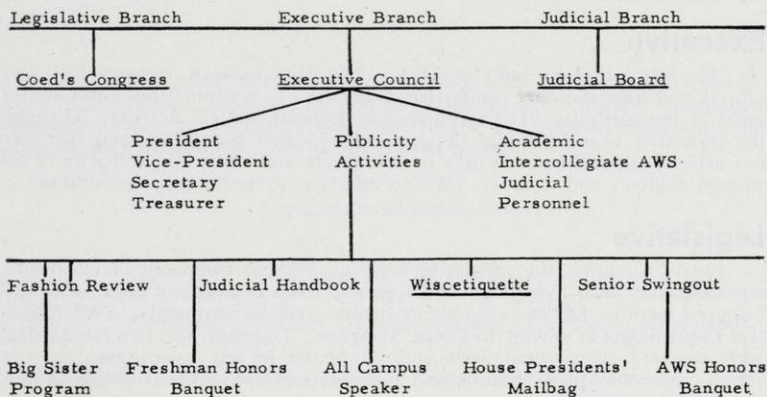 Legislative Branch Executive Branch Judicial Branch
Coed's Congress Executive Council Judicial Board
President Publicity Academic
Vice-President Activities Intercollegiate AWS
Secretary Judicial
Treasurer Personnel
Fashion Review Judicial Handbook Wiscetiquette Senior Swingout
Big Sister Freshman Honors All Campus House Presidents' AWS Honors
Program Banquet Speaker Mailbag Banquet